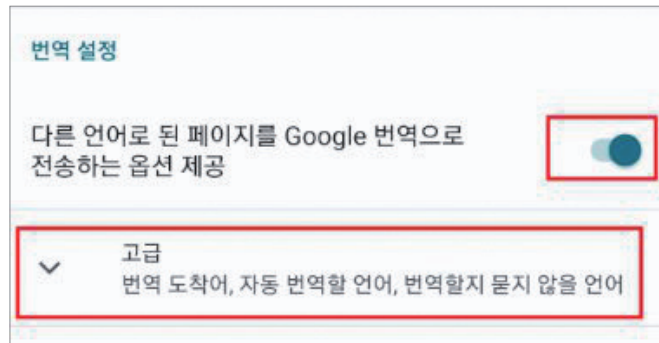 번역 설정
다른 언어로 된 페이지를 Google 번역으로
전송하는 옵션 제공
고급
번역 도착어, 자동 번역할 언어, 번역할지 묻지 않을 언어